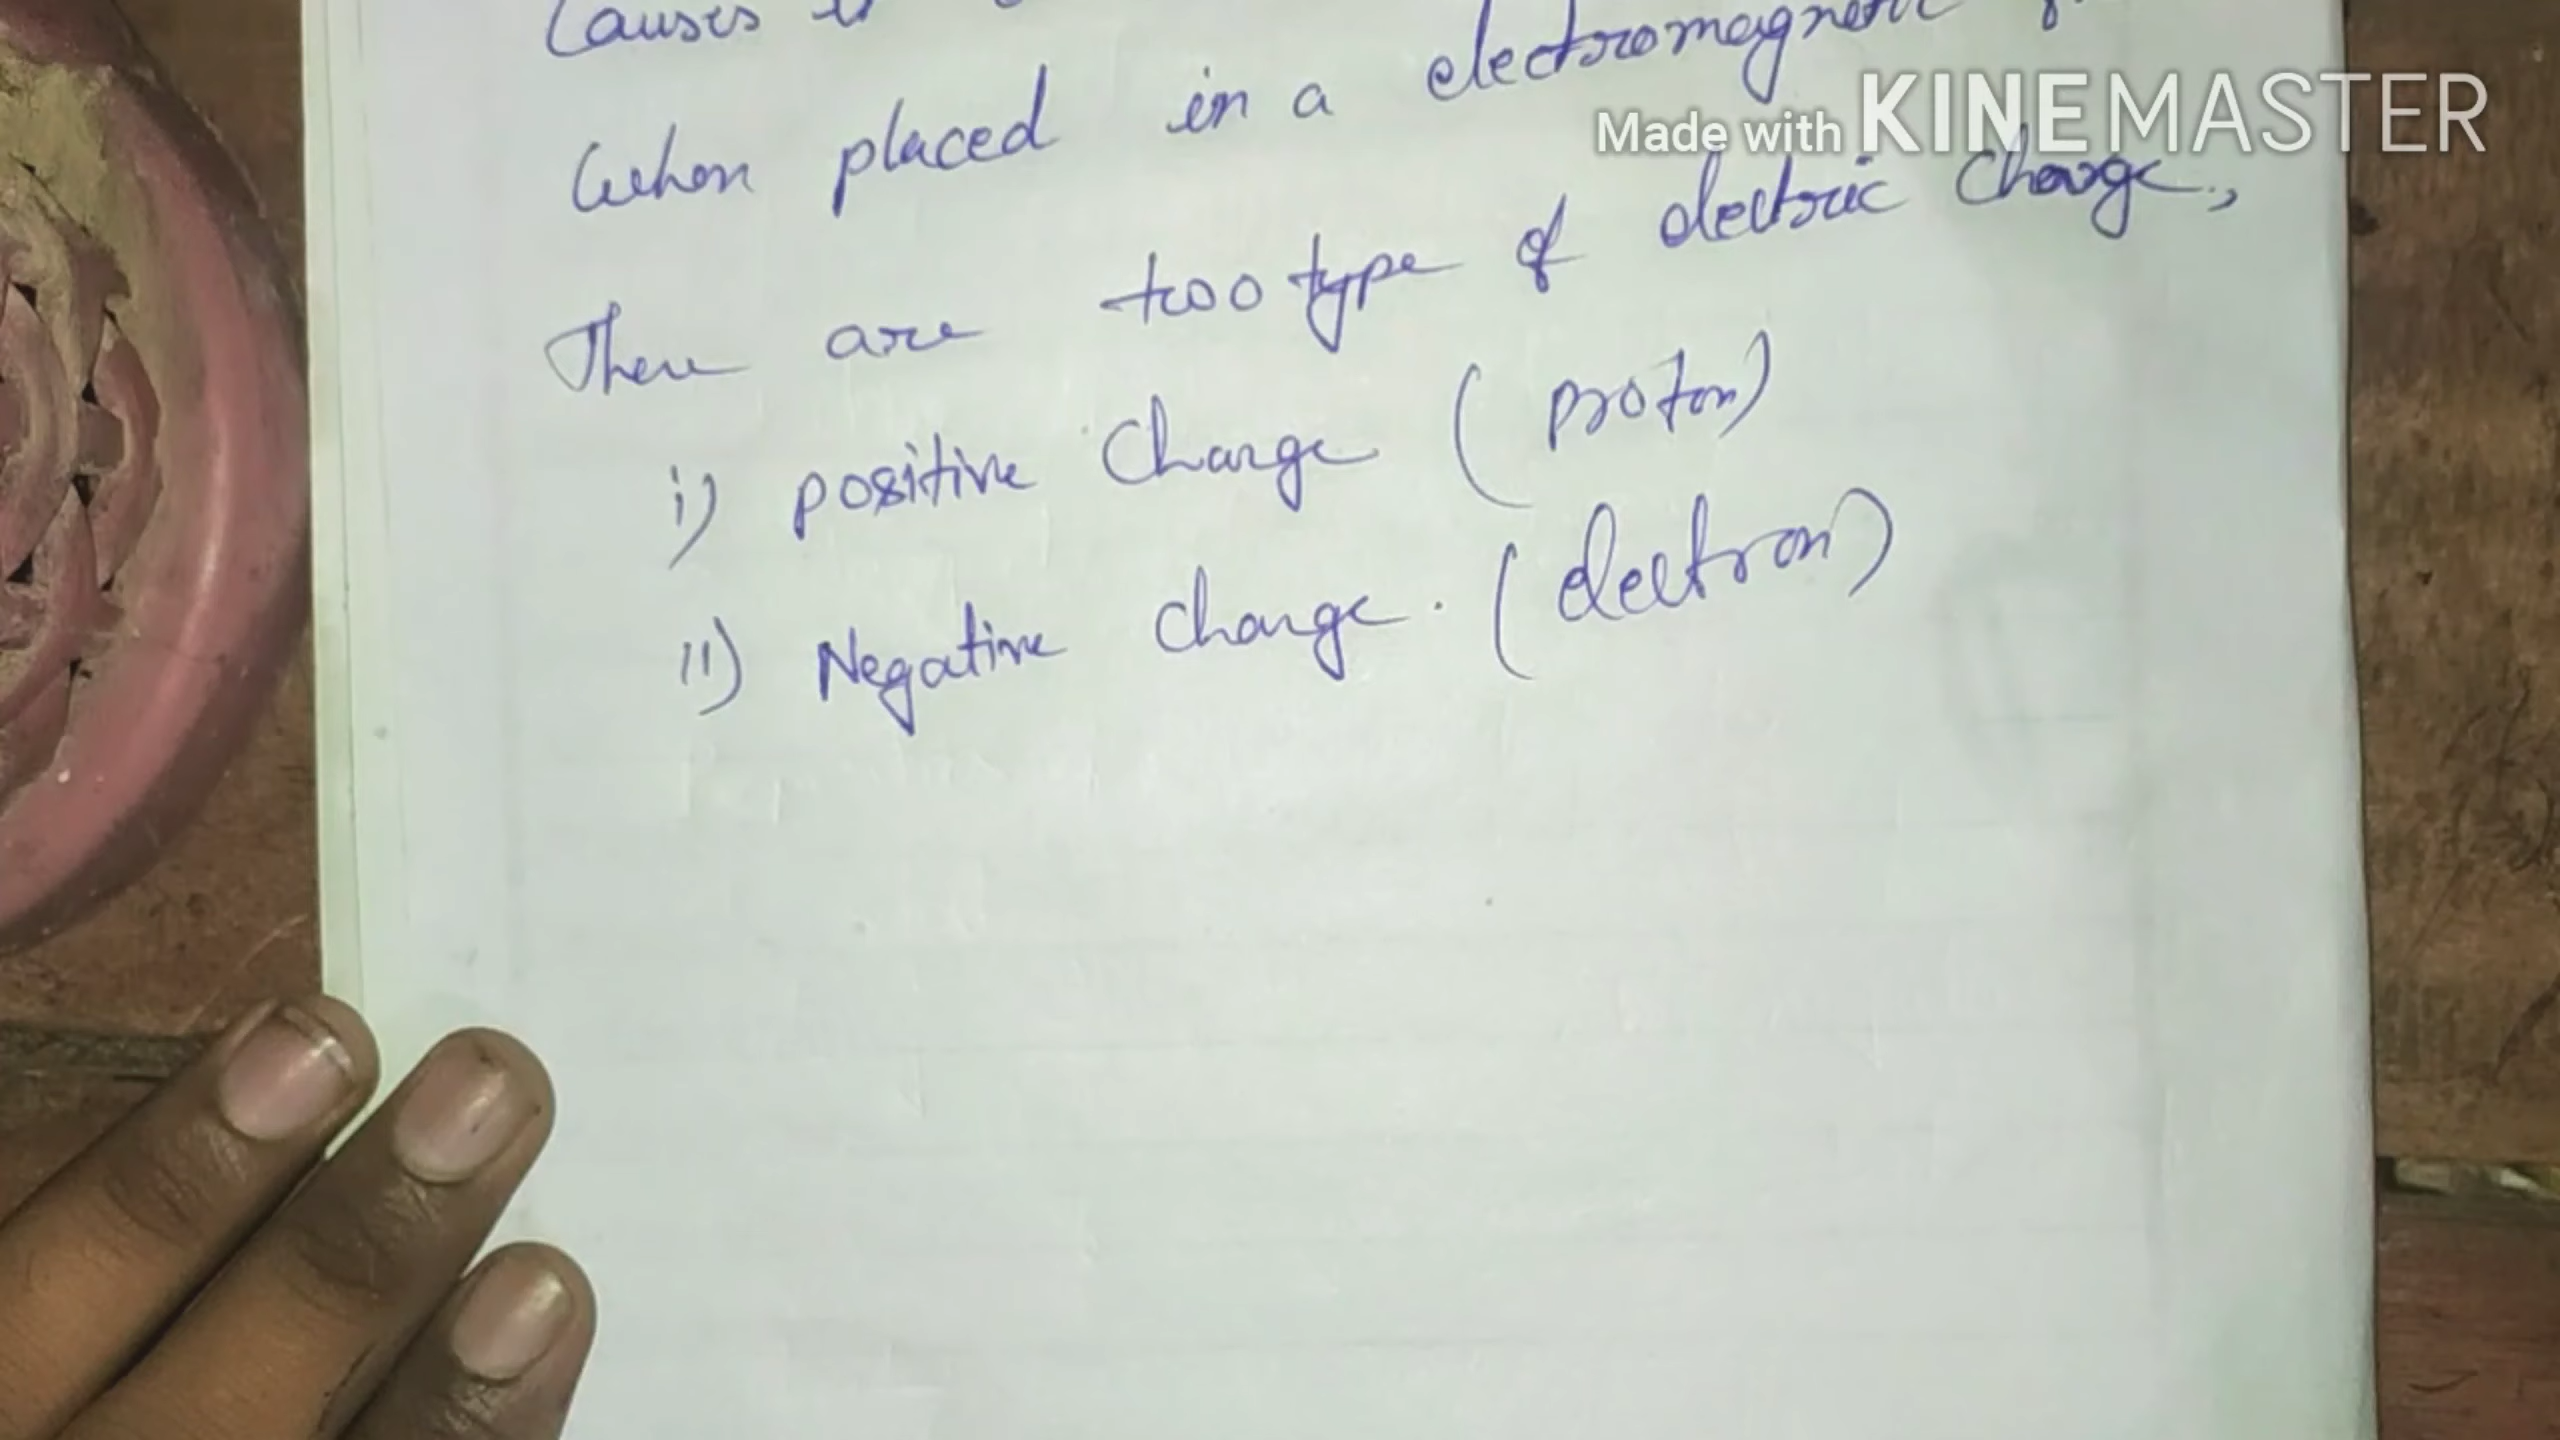 Causes it
When placed in a electromagnetic
Made with KINEMASTER
There are two type of electric charge,
i) positive Charge (proton)
ii) Negative charge. (electron)